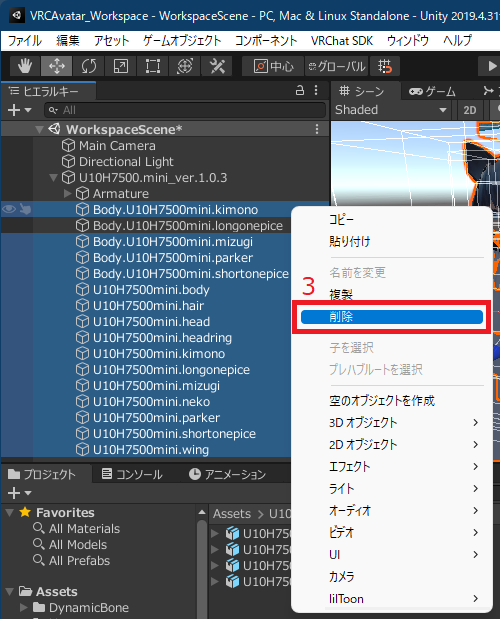 VRCAvatar_Workspace - WorkspaceScene - PC, Mac & Linux Standalone - Unity 2019.4.31
ファイル 編集 アセット ゲームオブジェクト コンポーネント VRChat SDK ウィンドウ ヘルプ
中心 グローバル
ヒエラルキー
シーン ゲーム
All
Shaded 2D
WorkspaceScene*
Main Camera
Directional Light
U10H7500.mini_ver.1.0.3
Armature
Body.U10H7500mini.kimono
Body.U10H7500mini.longonepice
Body.U10H7500mini.mizugi
Body.U10H7500mini.parker
Body.U10H7500mini.shortonepice
U10H7500mini.body
U10H7500mini.hair
U10H7500mini.head
U10H7500mini.headring
U10H7500mini.kimono
U10H7500mini.longonepice
U10H7500mini.mizugi
U10H7500mini.neko
U10H7500mini.parker
U10H7500mini.shortonepice
U10H7500mini.wing
コピー
貼り付け
名前を変更
3
複製
削除
子を選択
プレハブルートを選択
空のオブジェクトを作成
3D オブジェクト
2D オブジェクト
エフェクト
ライト
オーディオ
ビデオ
UI
カメラ
lilToon
プロジェクト コンソール アニメーション
Favorites
All Materials
All Models
All Prefabs
Assets
DynamicBone
Assets > U10
U10H750
U10H750
U10H750
U10H750